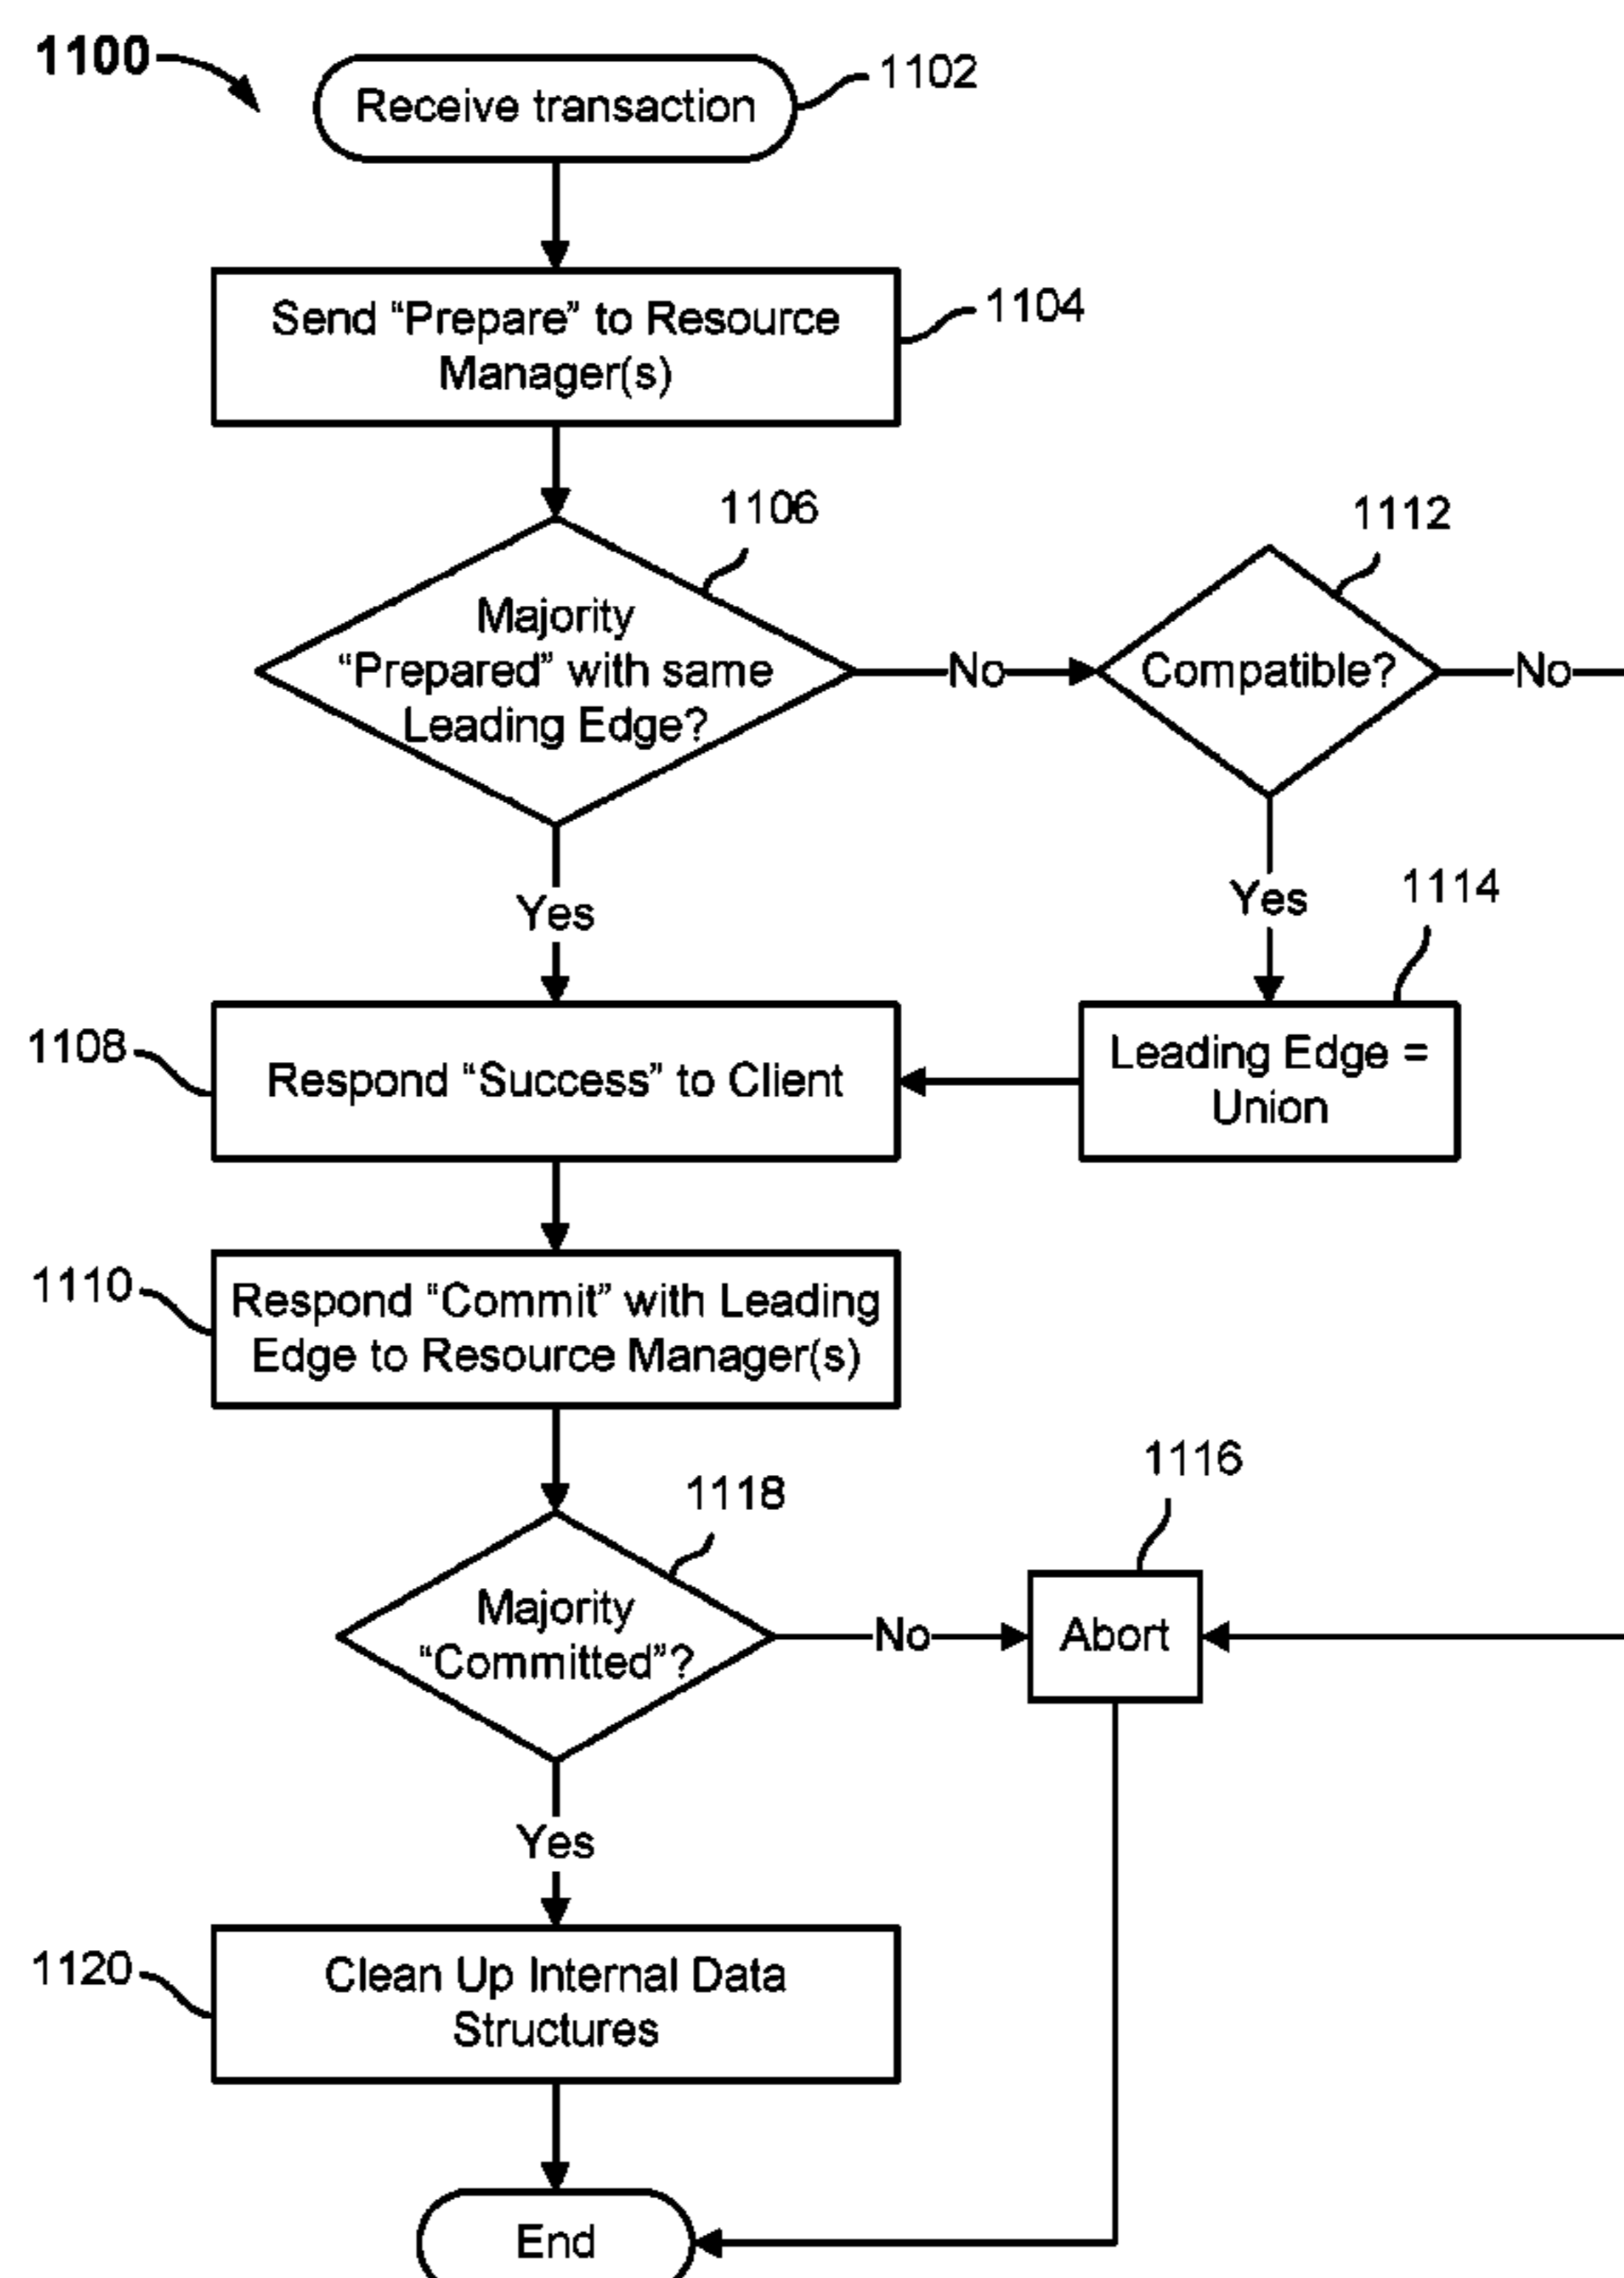 1100
Receive transaction
1102
Send “Prepare” to Resource
Manager(s)
1104
1106
Majority
“Prepared” with same
Leading Edge?
No
1112
Compatible?
No
Yes
Yes
1114
1108
Respond “Success” to Client
Leading Edge =
Union
1110
Respond “Commit” with Leading
Edge to Resource Manager(s)
1118
Majority
“Committed”?
No
1116
Abort
Yes
1120
Clean Up Internal Data
Structures
End